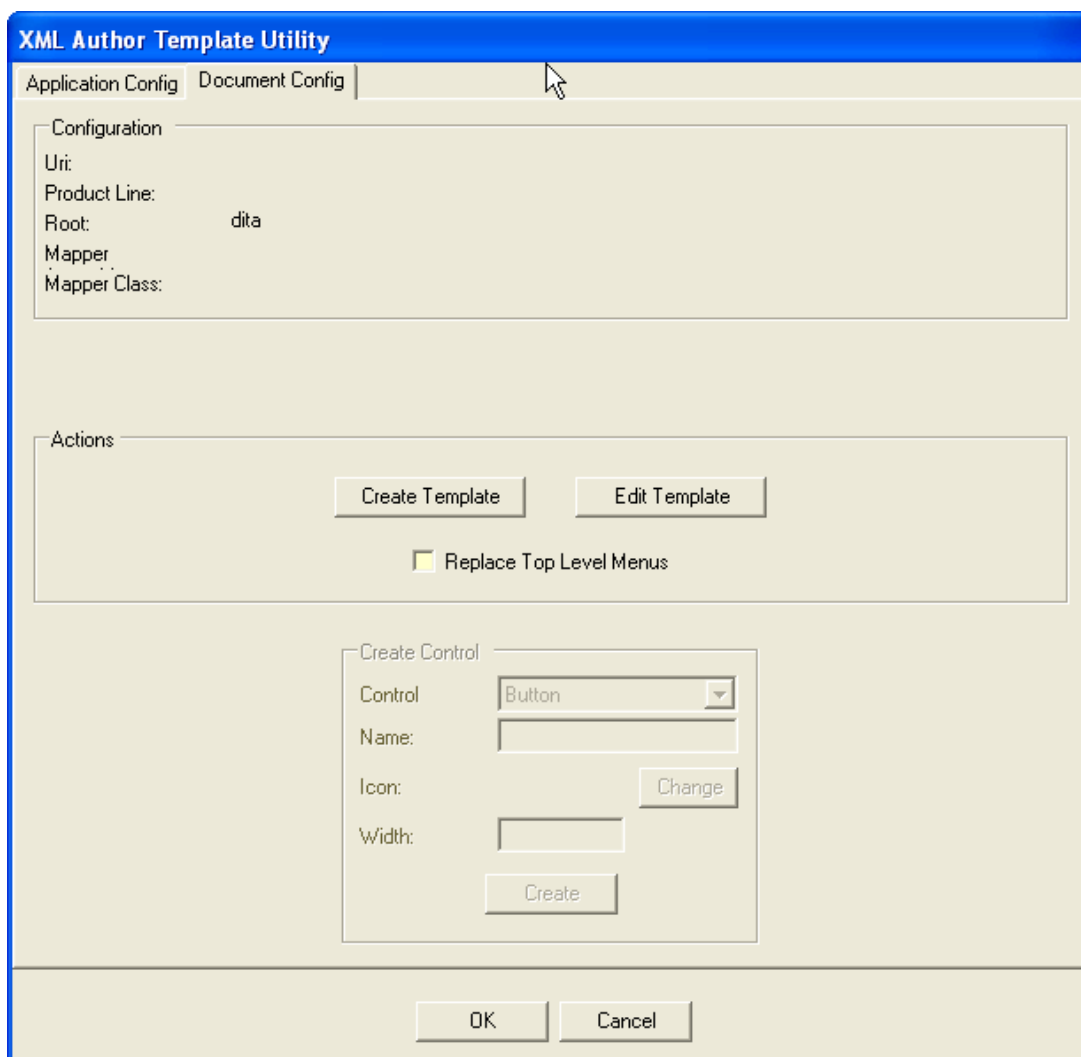 XML Author Template Utility
Application Config Document Config
Configuration
Uri:
Product Line:
Root: dita
Mapper
Mapper Class:
Actions
Create Template Edit Template
Replace Top Level Menus
Create Control
Control Button
Name:
Icon: Change
Width:
Create
OK Cancel